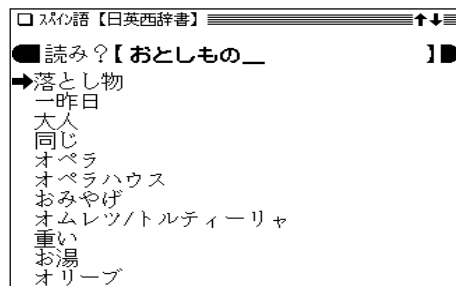 スペイン語【日英西辞書】
読み？【おとしもの_ 】
➡落とし物
一昨日
大人
同じ
オペラ
オペラハウス
おみやげ
オムレツ/トルティーリャ
重い
お湯
オリーブ